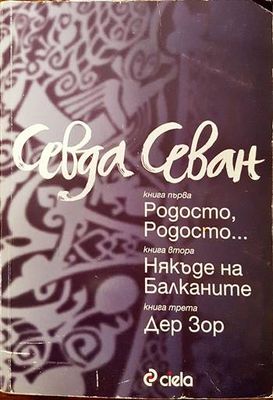 Севда Севан
книга първа
Родосто,
Родосто...
книга втора
Някъде на
Балканите
книга трета
Дер Зор
ciela